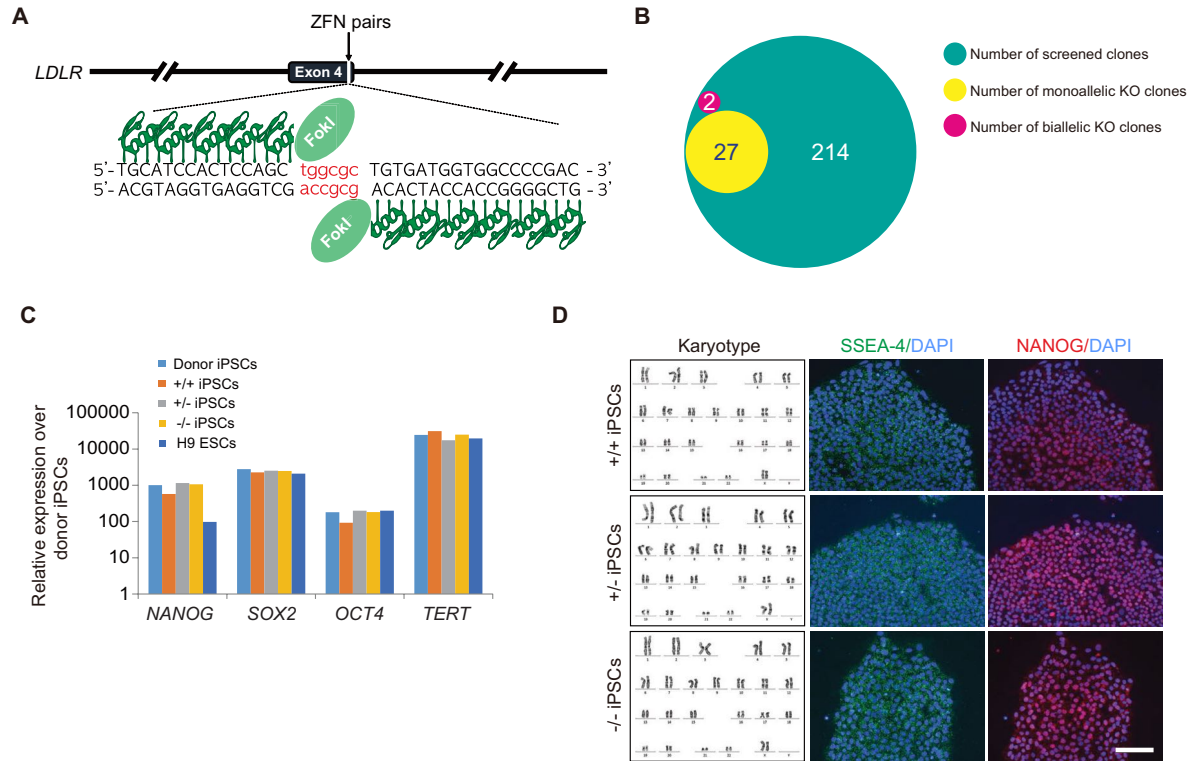 A
ZFN pairs
LDLR
Exon 4
FokI
5'- TGCATCCACTCCAGC tggcgc TGTGATGGTGGCCCCGAC - 3'
5'- ACGTAGGTGAGGTCG accgcg ACACTACCACCGGGGCTG - 3'
FokI
B
2
27
214
Number of screened clones
Number of monoallelic KO clones
Number of biallelic KO clones
C
Donor iPSCs
+/+ iPSCs
+/- iPSCs
-/- iPSCs
H9 ESCs
Relative expression over
donor iPSCs
100000
10000
1000
100
10
1
NANOG SOX2 OCT4 TERT
D
Karyotype SSEA-4/DAPI NANOG/DAPI
+/+ iPSCs
+/- iPSCs
-/- iPSCs